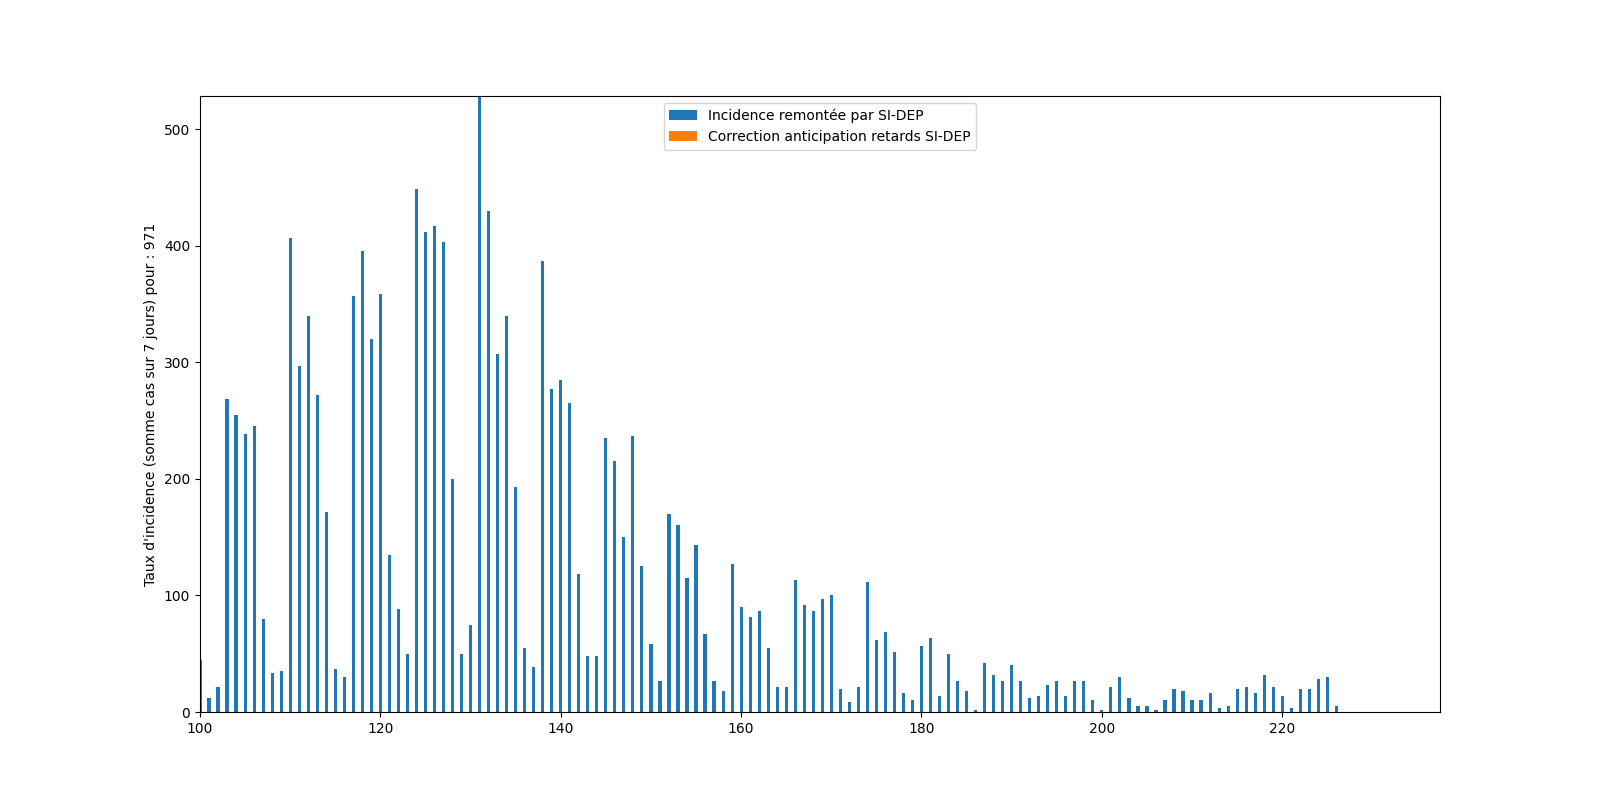 Incidence remontée par SI-DEP
Correction anticipation retards SI-DEP
Taux d'incidence (somme cas sur 7 jours) pour : 971
500
400
300
200
100
0
100 120 140 160 180 200 220